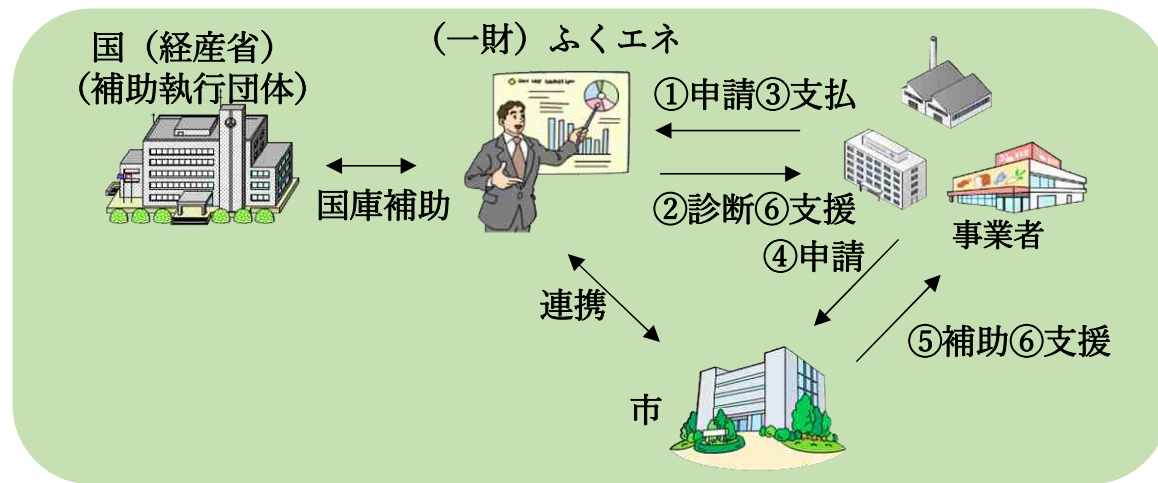 国（経産省）
（補助執行団体）
（一財）ふくエネ
①申請③支払
国庫補助
②診断⑥支援
事業者
④申請
連携
⑤補助⑥支援
市